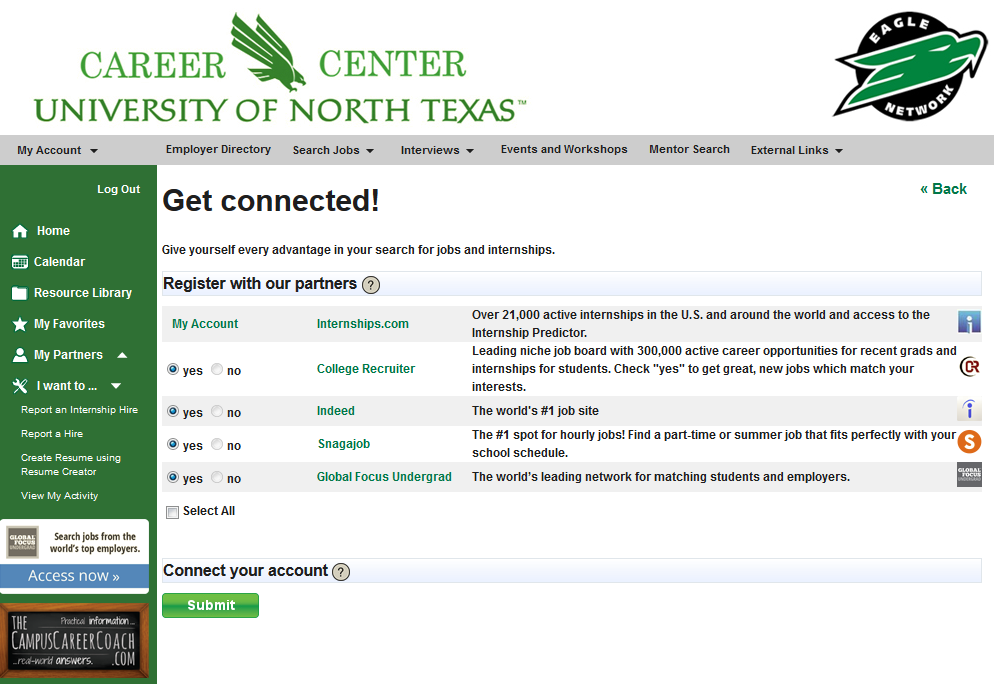 CAREER CENTER
UNIVERSITY OF NORTH TEXAS™
EAGLE
NETWORK
My Account
Employer Directory
Search Jobs
Interviews
Events and Workshops
Mentor Search
External Links
Log Out
Home
Calendar
Resource Library
My Favorites
My Partners
I want to ...
Report an Internship Hire
Report a Hire
Create Resume using
Resume Creator
View My Activity
GLOBAL
FOCUS
UNDERGRAD
Search jobs from the
world's top employers.
Access now »
Practical information...
THE
CAMPUSCAREERCOACH
...real-world answers. .COM
« Back
Get connected!
Give yourself every advantage in your search for jobs and internships.
Register with our partners ?
My Account
Internships.com
Over 21,000 active internships in the U.S. and around the world and access to the
Internship Predictor.
i
yes no
College Recruiter
Leading niche job board with 300,000 active career opportunities for recent grads and
internships for students. Check "yes" to get great, new jobs which match your
interests.
CR
yes no
Indeed
The world's #1 job site
i
yes no
Snagajob
The #1 spot for hourly jobs! Find a part-time or summer job that fits perfectly with your
school schedule.
S
yes no
Global Focus Undergrad
The world's leading network for matching students and employers.
GLOBAL
FOCUS
UNDERGRAD
Select All
Connect your account ?
Submit